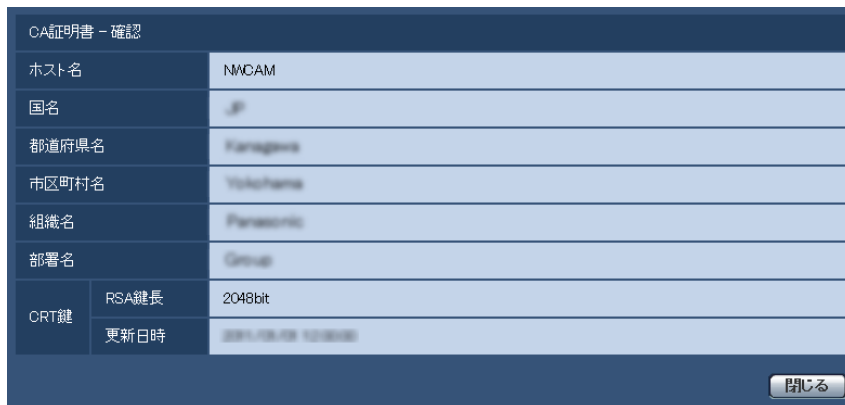 CA証明書 - 確認
ホスト名 NWCAM
国名 JP
都道府県名 Kanagawa
市区町村名 Yokohama
組織名 Panasonic
部署名 Group
CRT鍵
RSA鍵長 2048bit
更新日時
閉じる